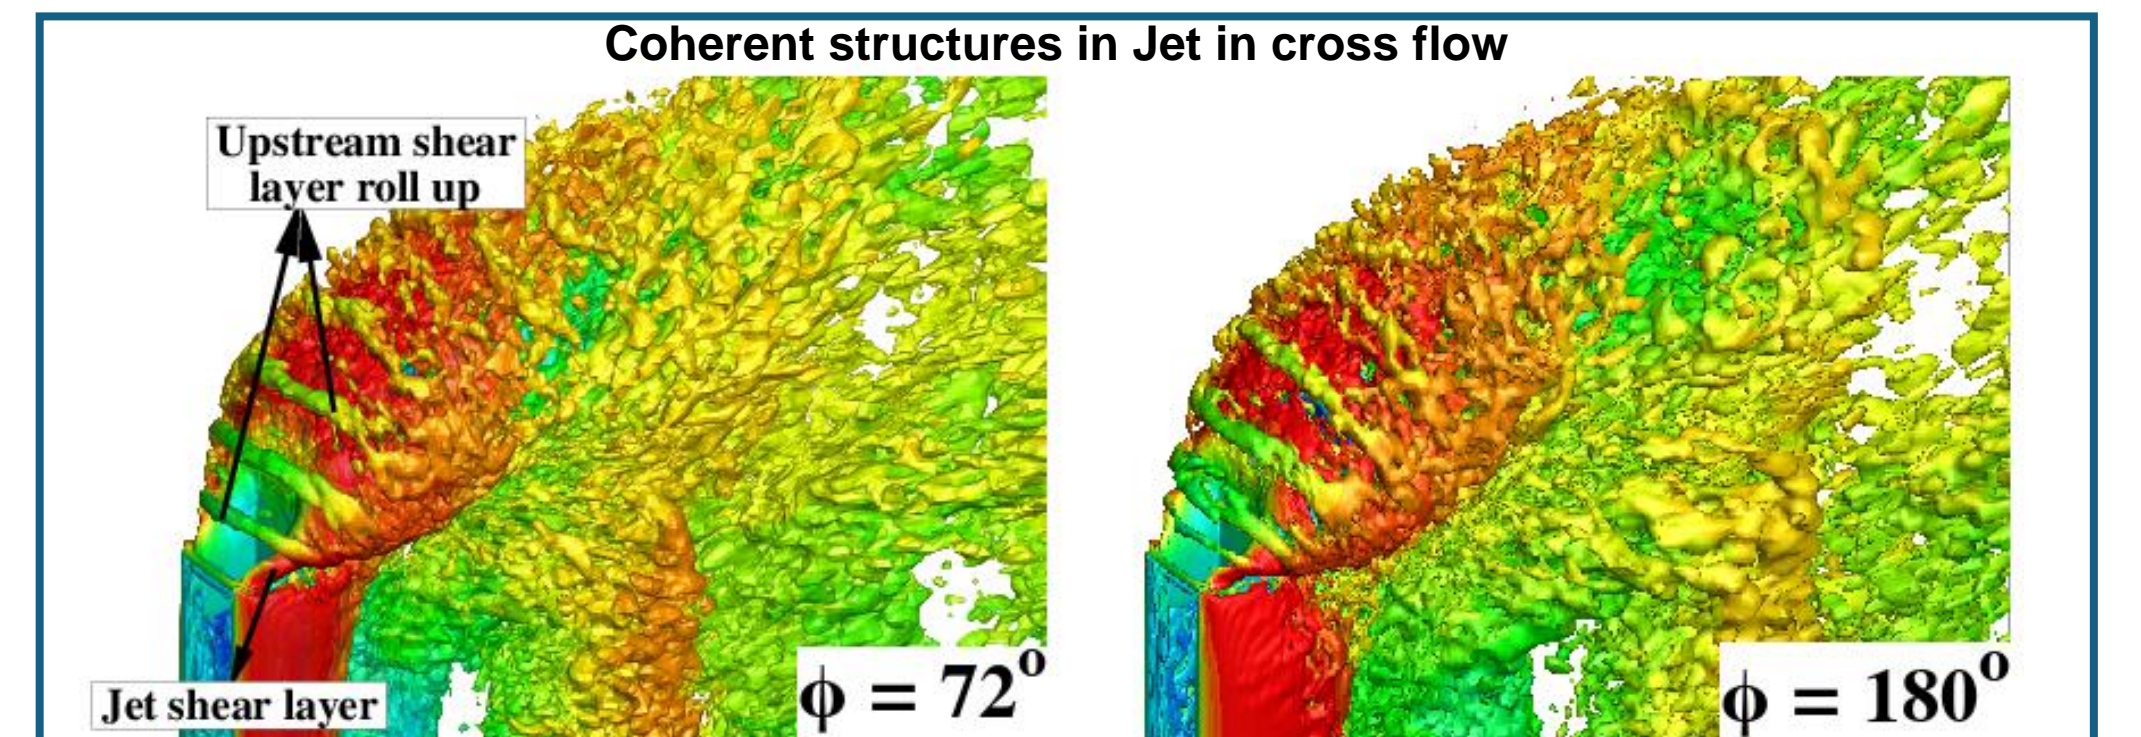 Coherent structures in Jet in cross flow
Upstream shear
layer roll up
Jet shear layer
ϕ = 72°
ϕ = 180°